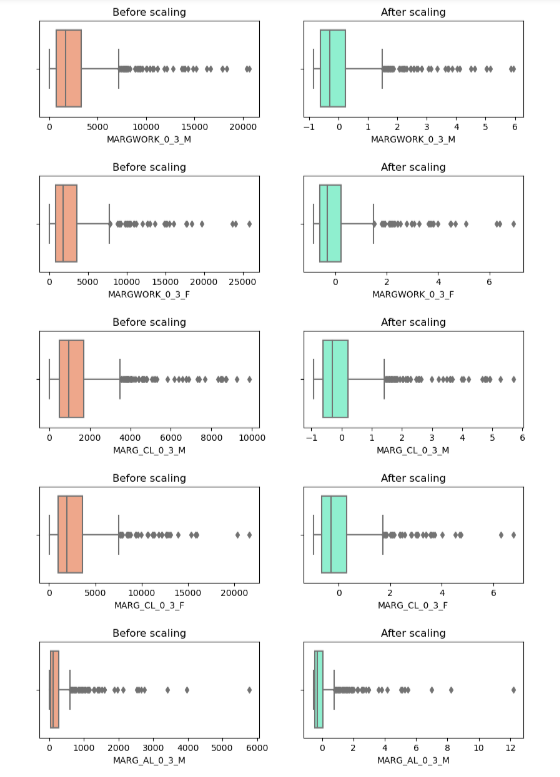 Before scaling After scaling
0 5000 10000 15000 20000 −1 0 1 2 3 4 5 6
MARGWORK_0_3_M MARGWORK_0_3_M
Before scaling After scaling
0 5000 10000 15000 20000 25000 0 2 4 6
MARGWORK_0_3_F MARGWORK_0_3_F
Before scaling After scaling
0 2000 4000 6000 8000 10000 −1 0 1 2 3 4 5 6
MARG_CL_0_3_M MARG_CL_0_3_M
Before scaling After scaling
0 5000 10000 15000 20000 0 2 4 6
MARG_CL_0_3_F MARG_CL_0_3_F
Before scaling After scaling
0 1000 2000 3000 4000 5000 6000 0 2 4 6 8 10 12
MARG_AL_0_3_M MARG_AL_0_3_M